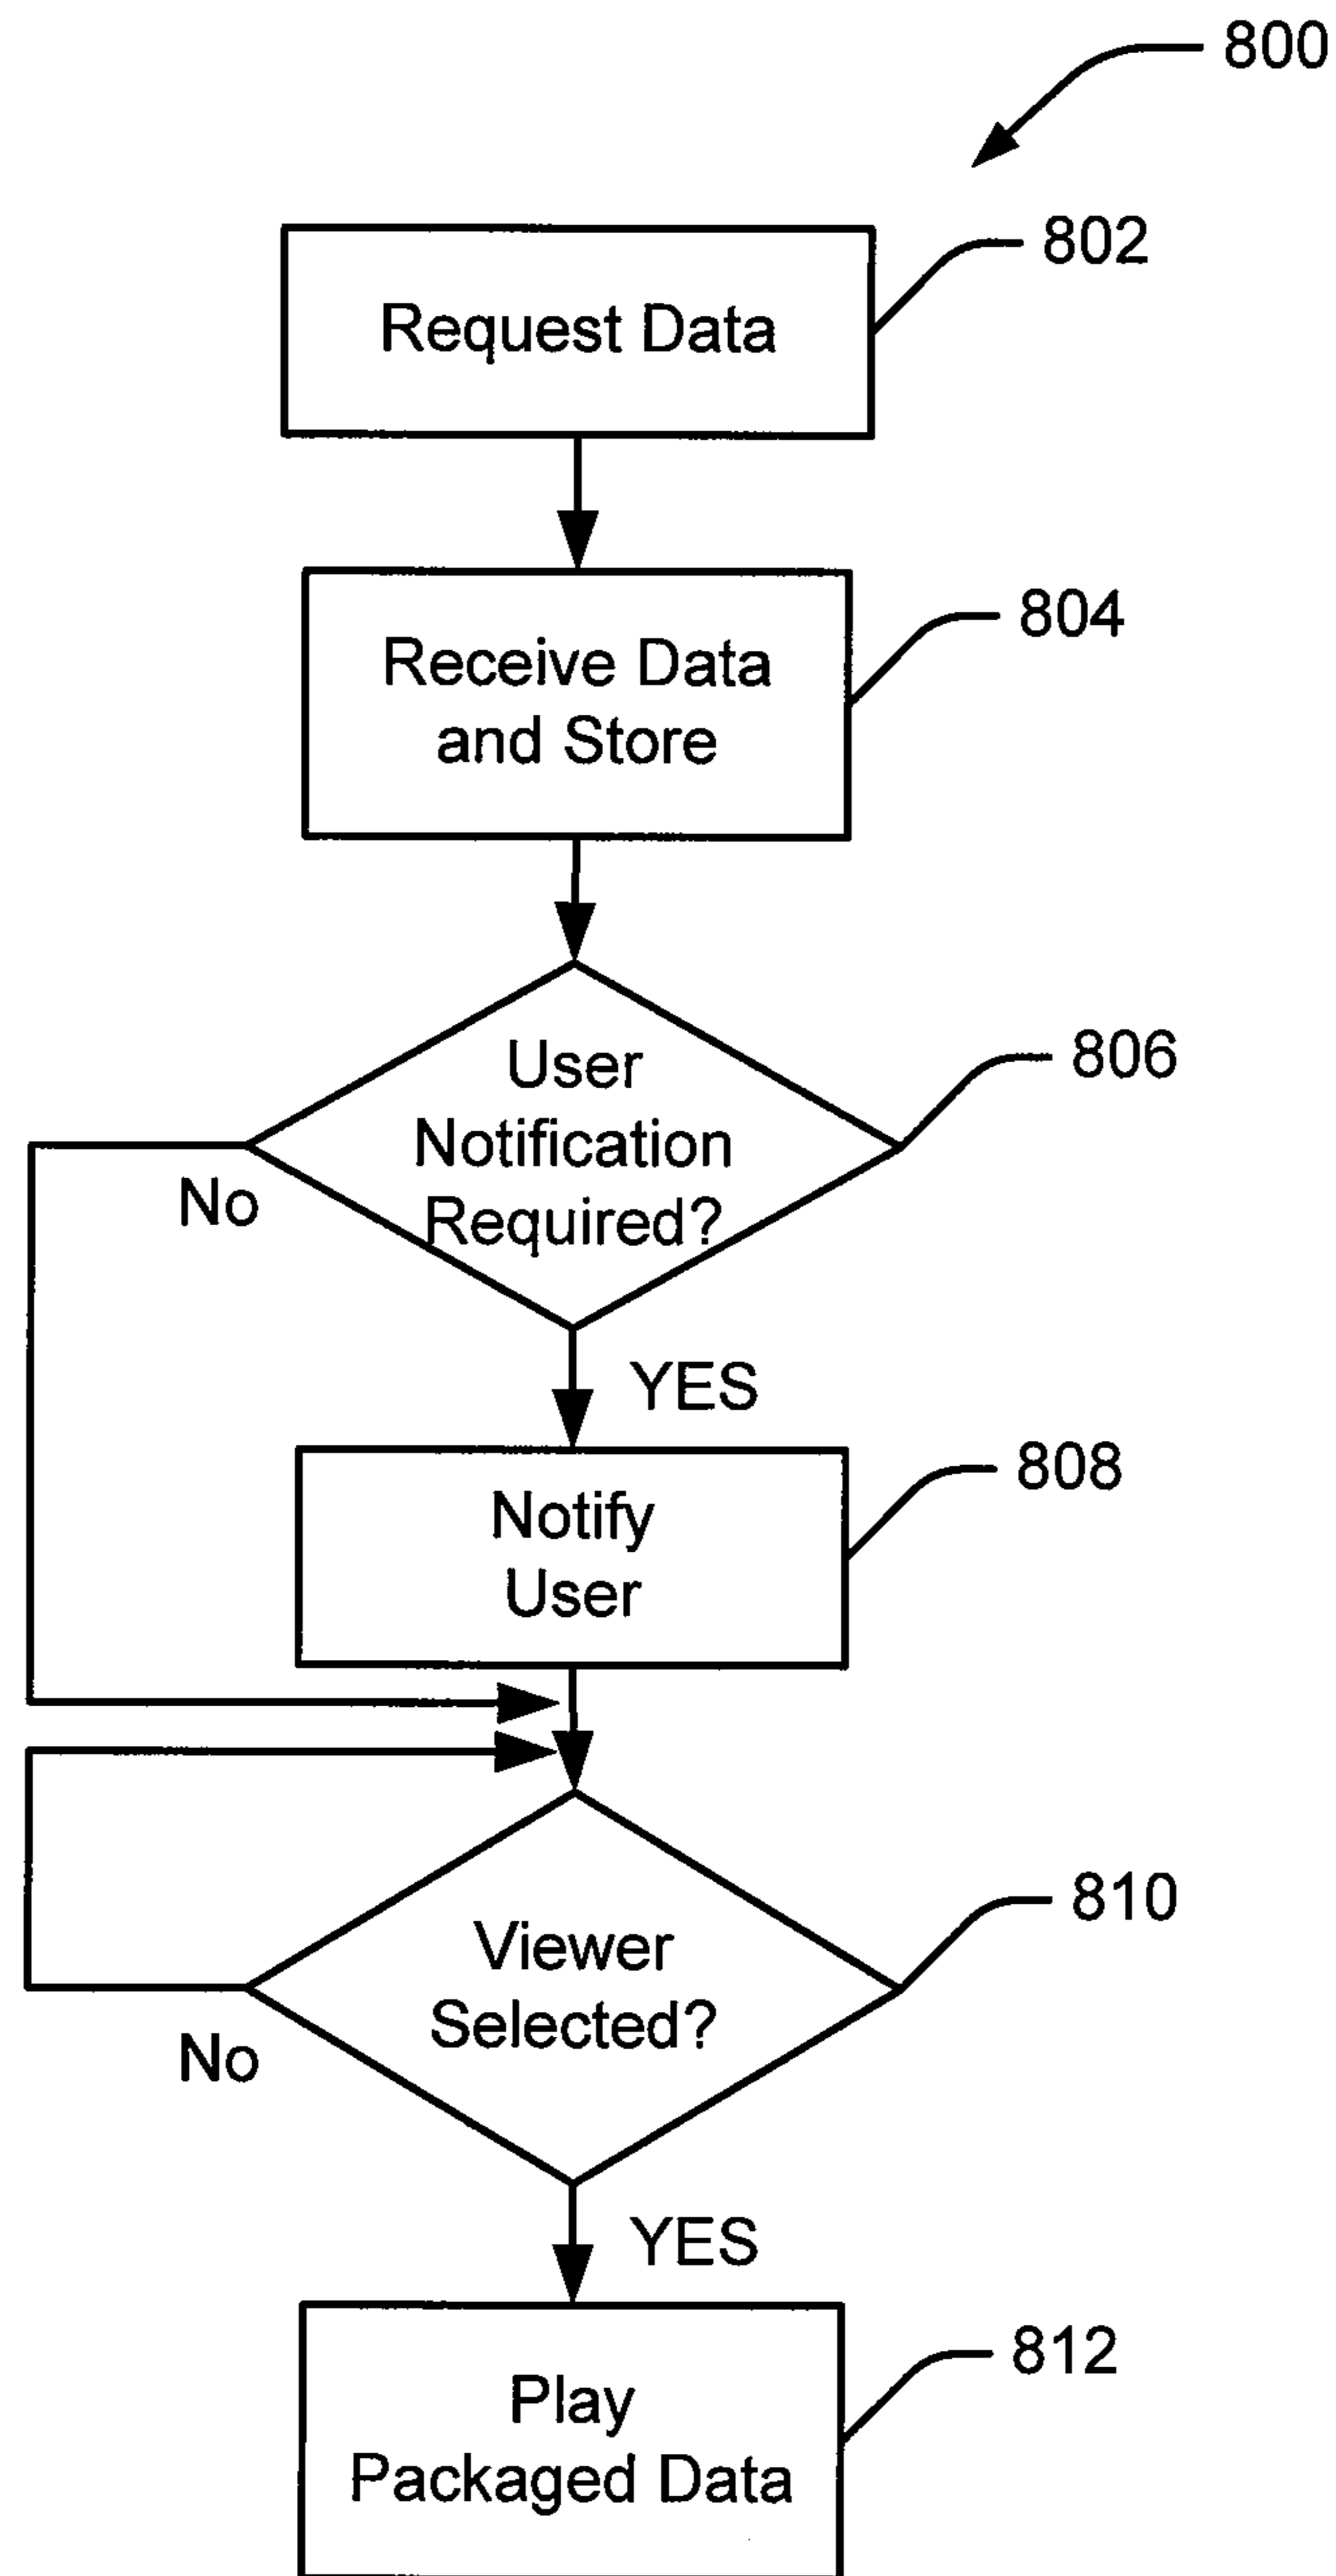 800
802
Request Data
804
Receive Data
and Store
806
User
Notification
Required?
No
YES
808
Notify
User
810
Viewer
Selected?
No
YES
812
Play
Packaged Data